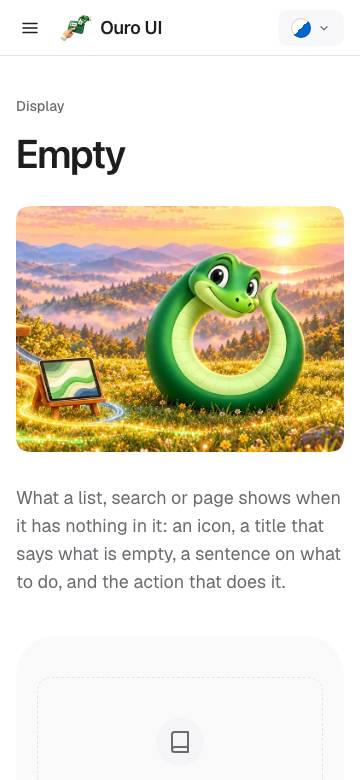 Ouro UI
Display
Empty
What a list, search or page shows when
it has nothing in it: an icon, a title that
says what is empty, a sentence on what
to do, and the action that does it.